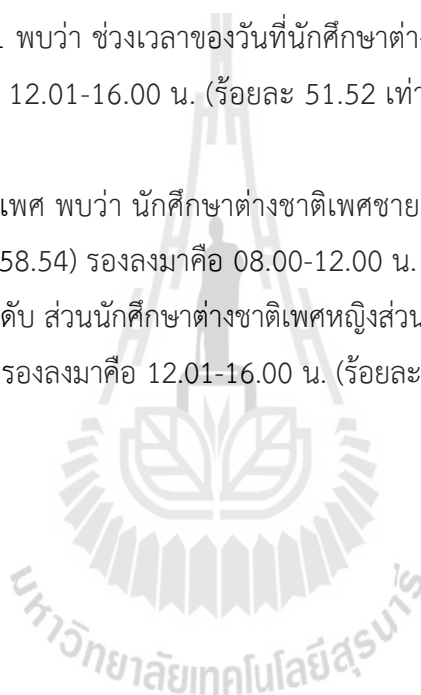 พบว่า ช่วงเวลาของวันที่นักศึกษาต่าง
12.01-16.00 น. (ร้อยละ 51.52 เท่า
เพศ พบว่า นักศึกษาต่างชาติเพศชาย
58.54) รองลงมาคือ 08.00-12.00 น.
ดับ ส่วนนักศึกษาต่างชาติเพศหญิงส่วน
รองลงมาคือ 12.01-16.00 น. (ร้อยละ
มหาวิทยาลัยเทคโนโลยีสุรนารี